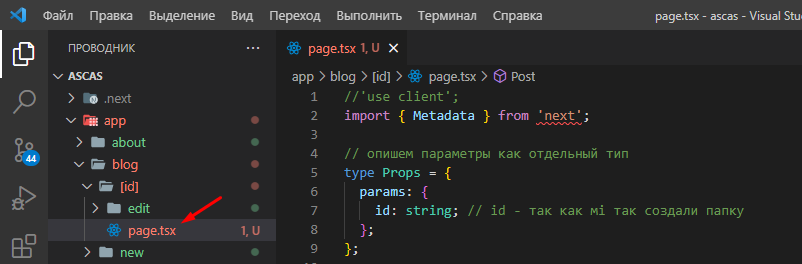 Файл Правка Выделение Вид Переход Выполнить Терминал Справка page.tsx - ascas - Visual Stu
ПРОВОДНИК
page.tsx 1, U
ASCAS
app > blog > [id] > page.tsx > Post
.next
1 //'use client';
app
2 import { Metadata } from 'next';
about
3
blog
4 // опишем параметры как отдельный тип
[id]
5 type Props = {
edit
6 params: {
page.tsx 1, U
7 id: string; // id - так как мі так создали папку
new
8 };
9 };
44